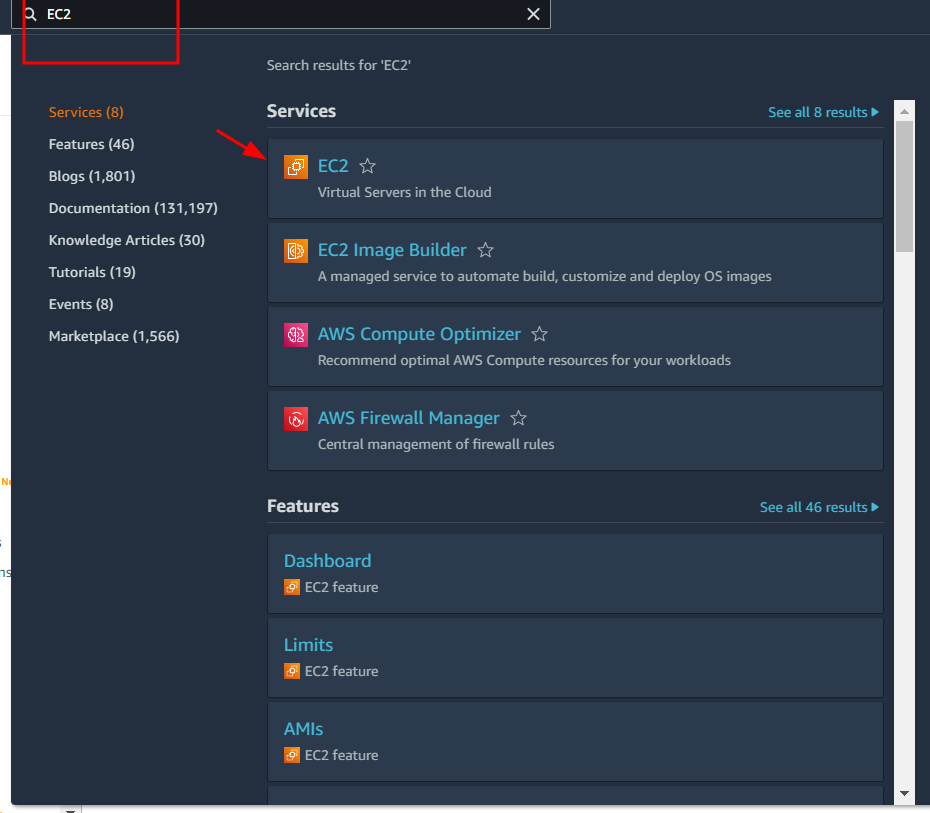 EC2
Search results for 'EC2'
Services (8)
Features (46)
Blogs (1,801)
Documentation (131,197)
Knowledge Articles (30)
Tutorials (19)
Events (8)
Marketplace (1,566)
Services
See all 8 results
EC2
Virtual Servers in the Cloud
EC2 Image Builder
A managed service to automate build, customize and deploy OS images
AWS Compute Optimizer
Recommend optimal AWS Compute resources for your workloads
AWS Firewall Manager
Central management of firewall rules
Features
See all 46 results
Dashboard
EC2 feature
Limits
EC2 feature
AMIs
EC2 feature